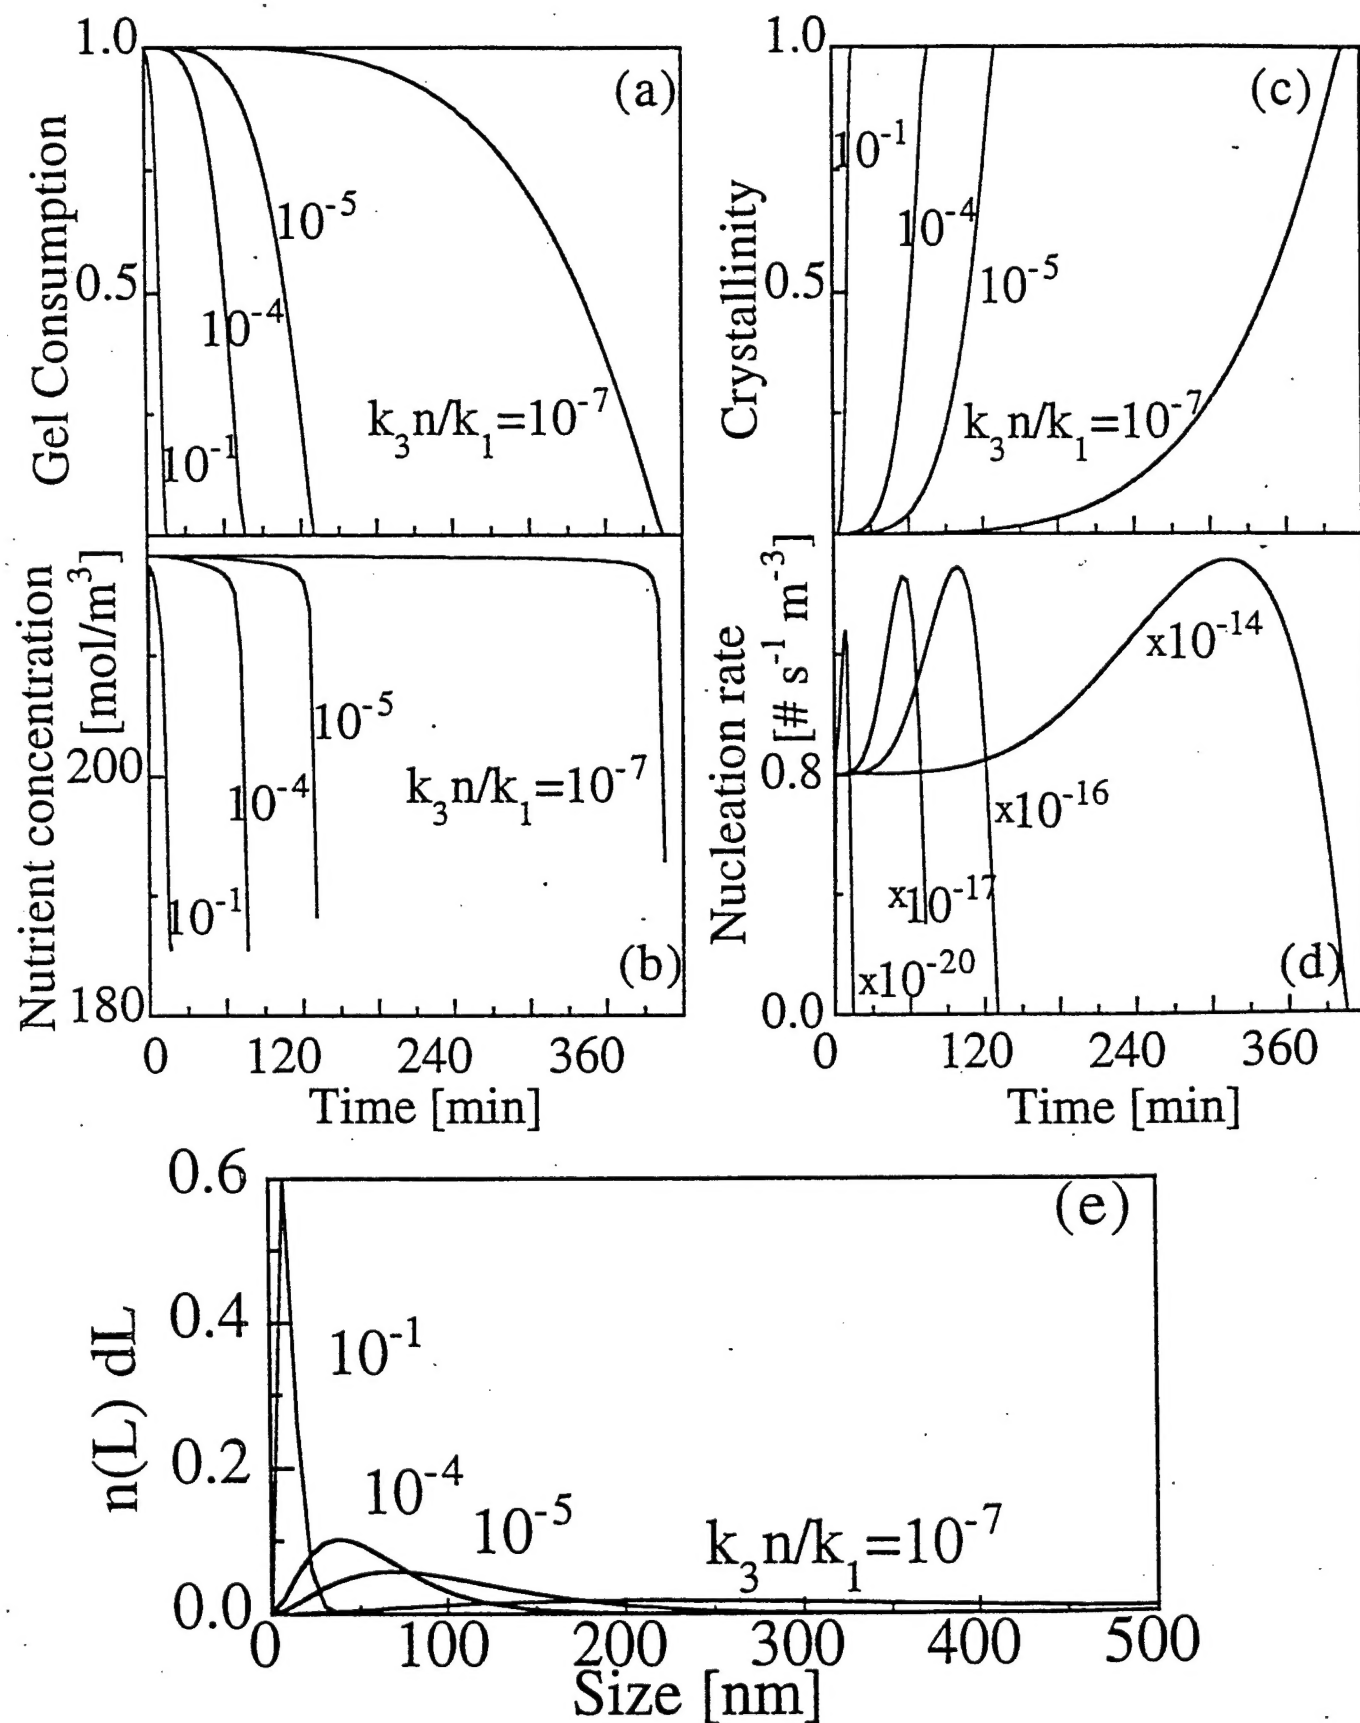 1.0
(a)
Gel Consumption
0.5
10-5
10-4
k3n/k1=10-7
10-1
Nutrient concentration
[mol/m3]
200
10-5
k3n/k1=10-7
10-4
10-1
(b)
180
0 120 240 360
Time [min]
1.0
(c)
Crystallinity
10-1
10-4
0.5
10-5
k3n/k1=10-7
Nucleation rate
[# s-1 m-3]
x10-14
0.8
x10-16
x10-17
x10-20
(d)
0.0
0 120 240 360
Time [min]
0.6
(e)
n(L) dL
10-1
0.4
0.2
10-4
10-5
k3n/k1=10-7
0.0
0 100 200 300 400 500
Size [nm]